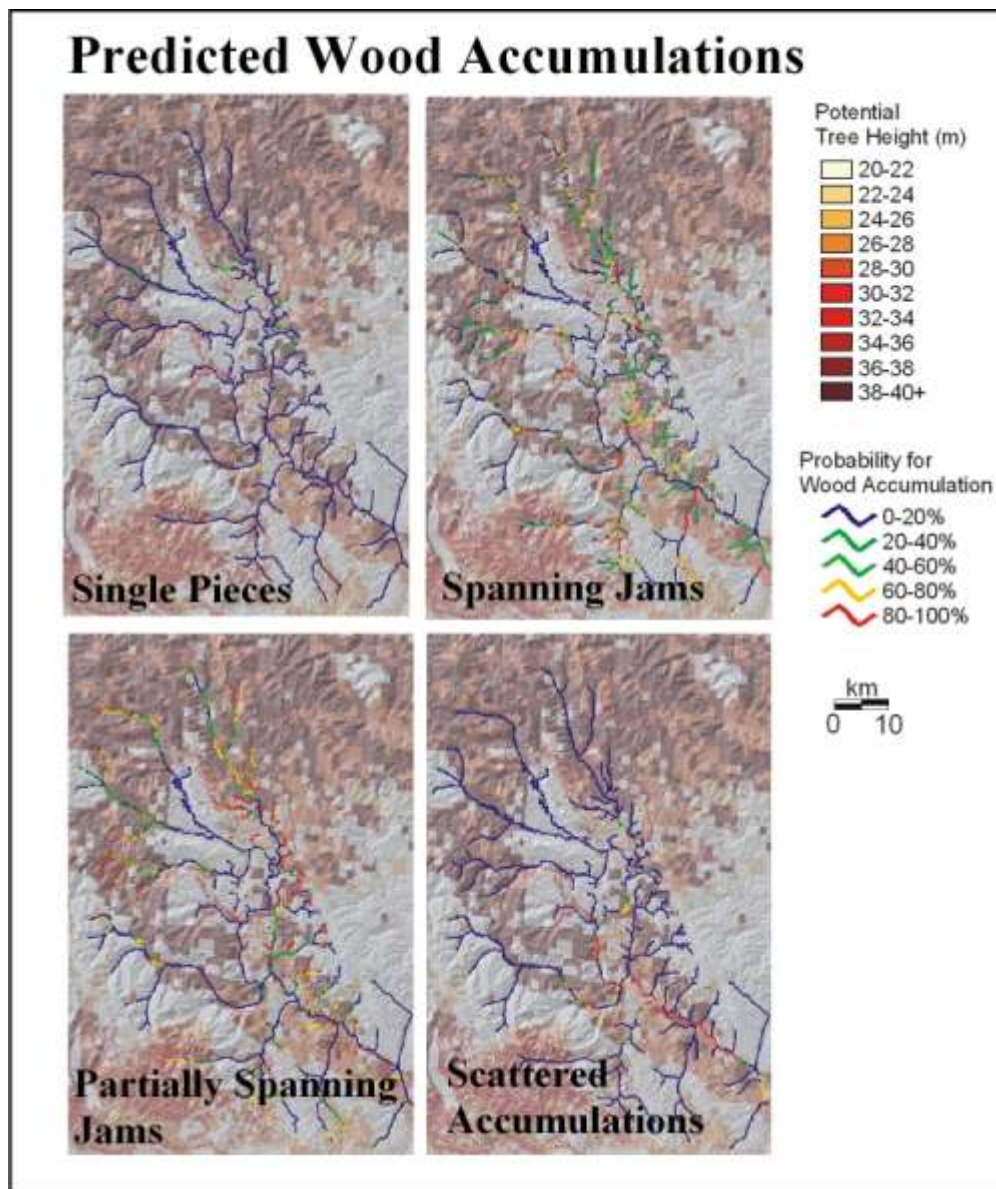 Predicted Wood Accumulations
Single Pieces
Spanning Jams
Partially Spanning
Jams
Scattered
Accumulations
Potential
Tree Height (m)
20-22
22-24
24-26
26-28
28-30
30-32
32-34
34-36
36-38
38-40+
Probability for
Wood Accumulation
0-20%
20-40%
40-60%
60-80%
80-100%
km
0 10